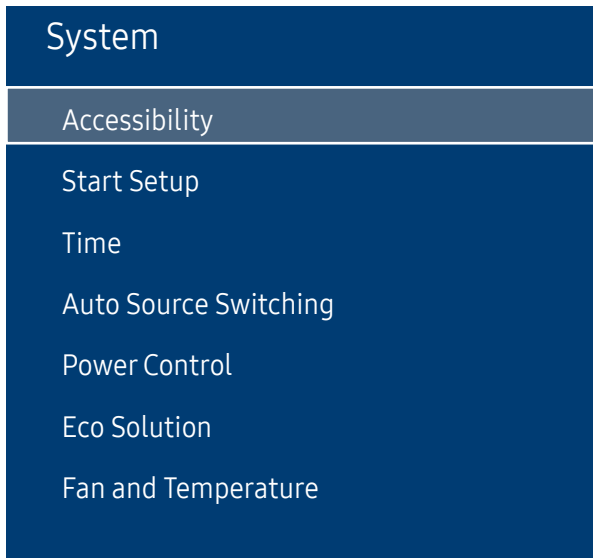 System
Accessibility
Start Setup
Time
Auto Source Switching
Power Control
Eco Solution
Fan and Temperature